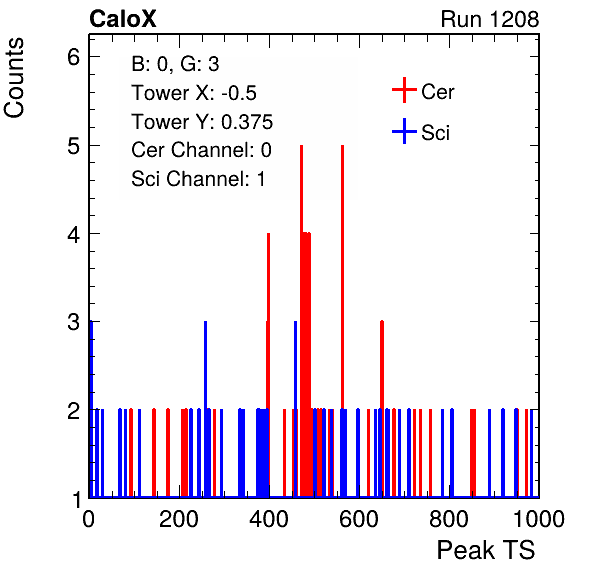 CaloX Run 1208
Counts
6
B: 0, G: 3
Tower X: -0.5
Tower Y: 0.375
Cer Channel: 0
Sci Channel: 1
Cer
Sci
5
4
3
2
1
0 200 400 600 800 1000
Peak TS